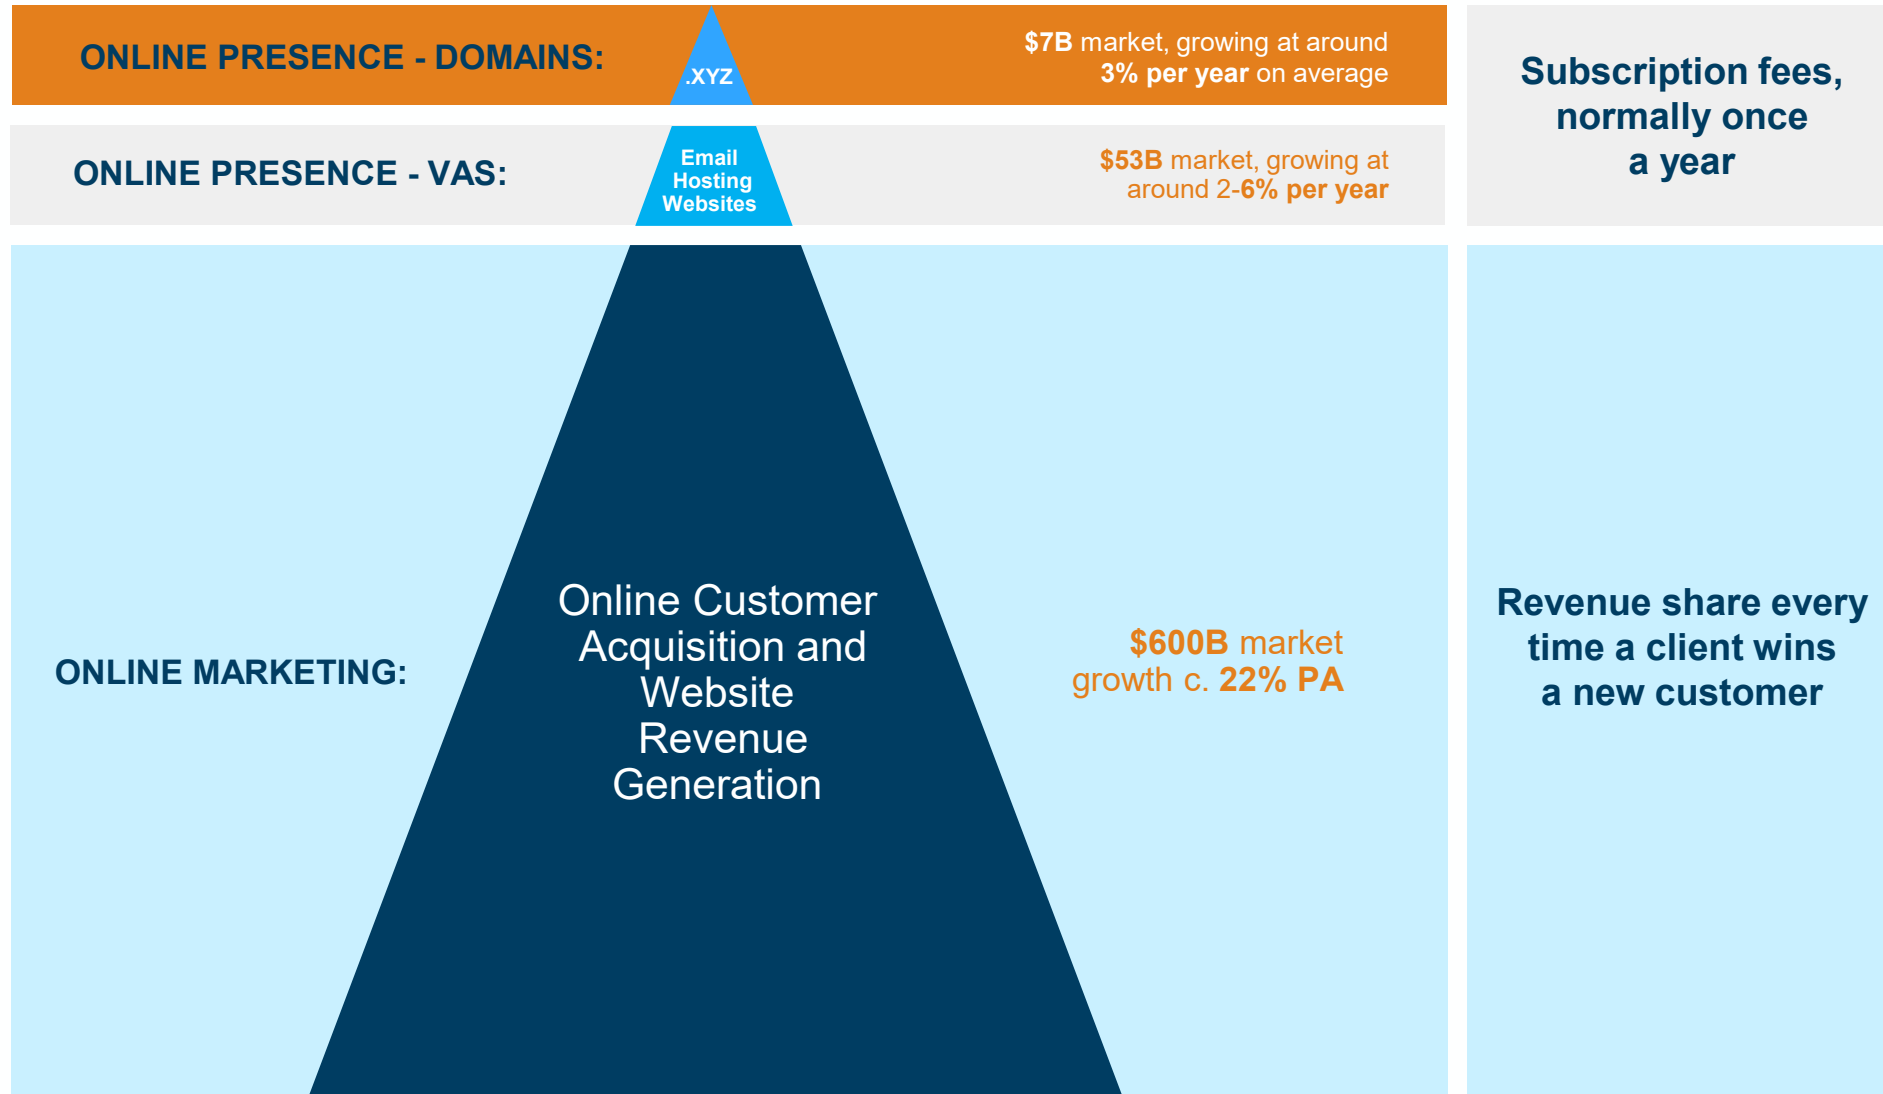 ONLINE PRESENCE - DOMAINS:
.XYZ
$7B market, growing at around
3% per year on average
Subscription fees,
normally once
a year
ONLINE PRESENCE - VAS:
Email
Hosting
Websites
$53B market, growing at
around 2-6% per year
ONLINE MARKETING:
Online Customer
Acquisition and
Website
Revenue
Generation
$600B market
growth c. 22% PA
Revenue share every
time a client wins
a new customer